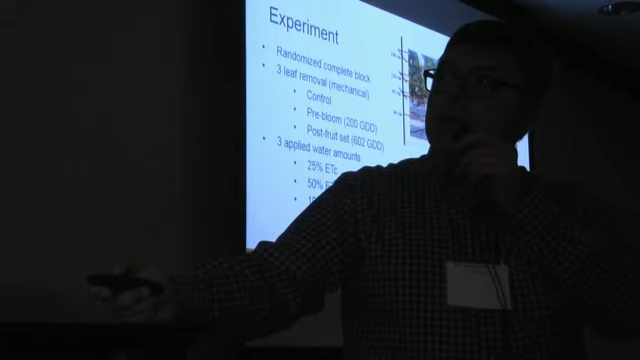 Experiment
• Randomized complete block
• 3 leaf removal (mechanical)
• Control
• Pre-bloom (200 GDD)
• Post-fruit set (602 GDD)
• 3 applied water amounts
• 25% ETc
• 50%